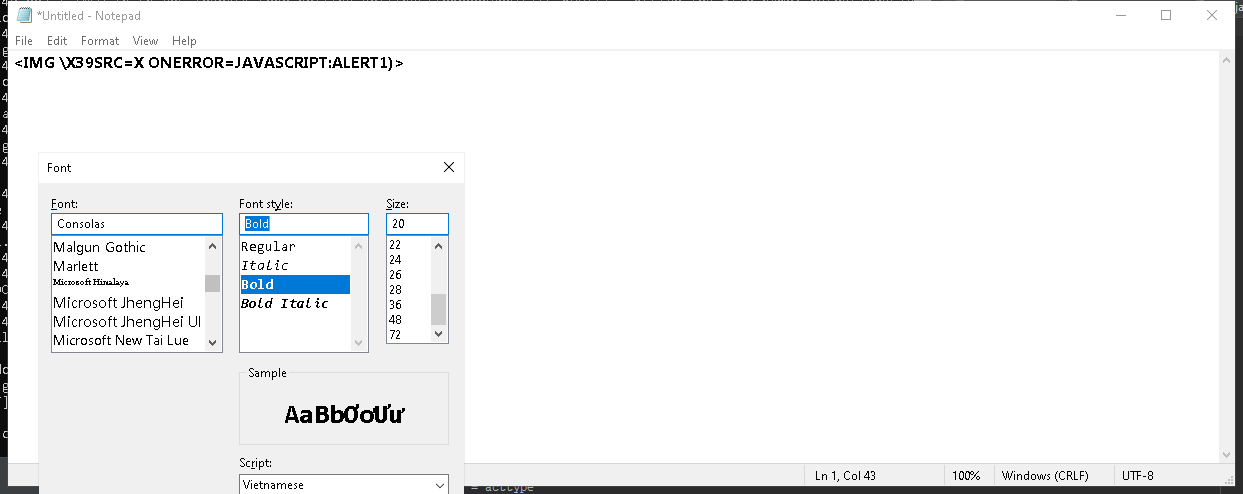 *Untitled - Notepad
File Edit Format View Help
<IMG \X39SRC=X ONERROR=JAVASCRIPT:ALERT1)>
Font
Font: Font style: Size:
Consolas Bold 20
Malgun Gothic Regular 22
Marlett Italic 24
Microsoft Himalaya Bold 26
Microsoft JhengHei Bold Italic 28
Microsoft JhengHei UI 36
Microsoft New Tai Lue 48
72
Sample
AaBbƠơƯư
Script:
Vietnamese
Ln 1, Col 43 100% Windows (CRLF) UTF-8
= acctype